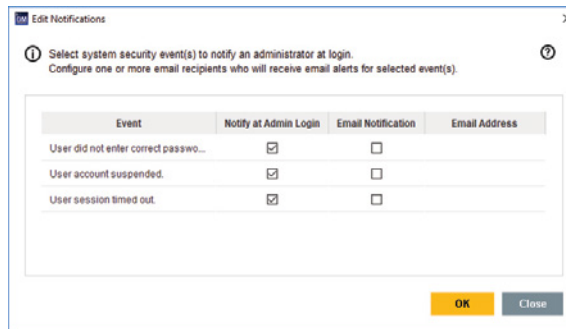 GM Edit Notifications
Select system security event(s) to notify an administrator at login.
Configure one or more email recipients who will receive email alerts for selected event(s).
Event Notify at Admin Login Email Notification Email Address
User did not enter correct passwo...
User account suspended.
User session timed out.
OK Close